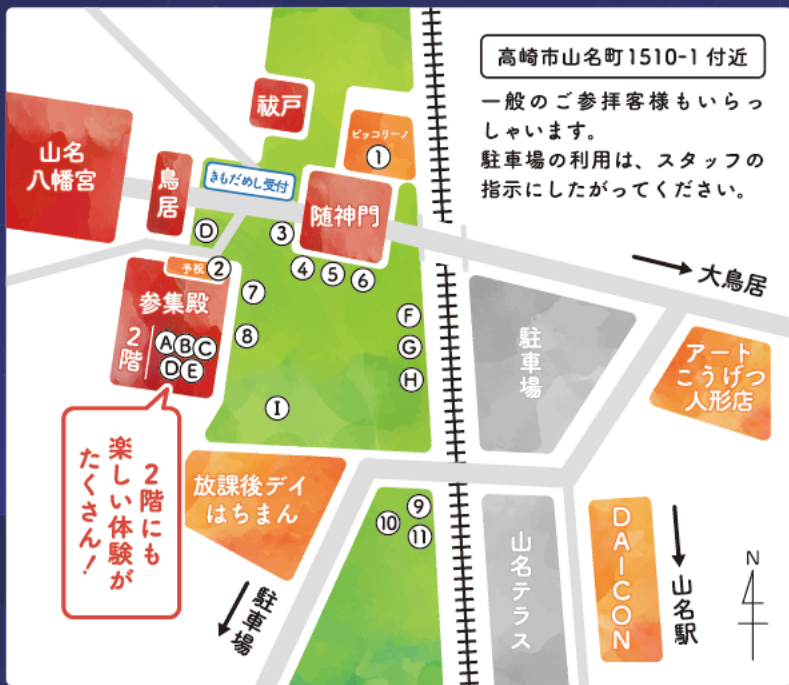 高崎市山名町1510-1 付近
一般のご参拝客様もいらっ
しゃいます。
駐車場の利用は、スタッフの
指示にしたがってください。
祓戸
ピッコリーノ
①
山名
八幡宮
鳥居
きもだめし受付
随神門
D
③
④
⑤
⑥
予祝
②
参集殿
2階
A B C
D E
⑦
⑧
F
G
H
I
大鳥居
駐車場
アート
こうげつ
人形店
2階にも
楽しい体験が
たくさん!
放課後デイ
はちまん
駐車場
⑨
⑩
⑪
山名テラス
DAICON
山名駅
N